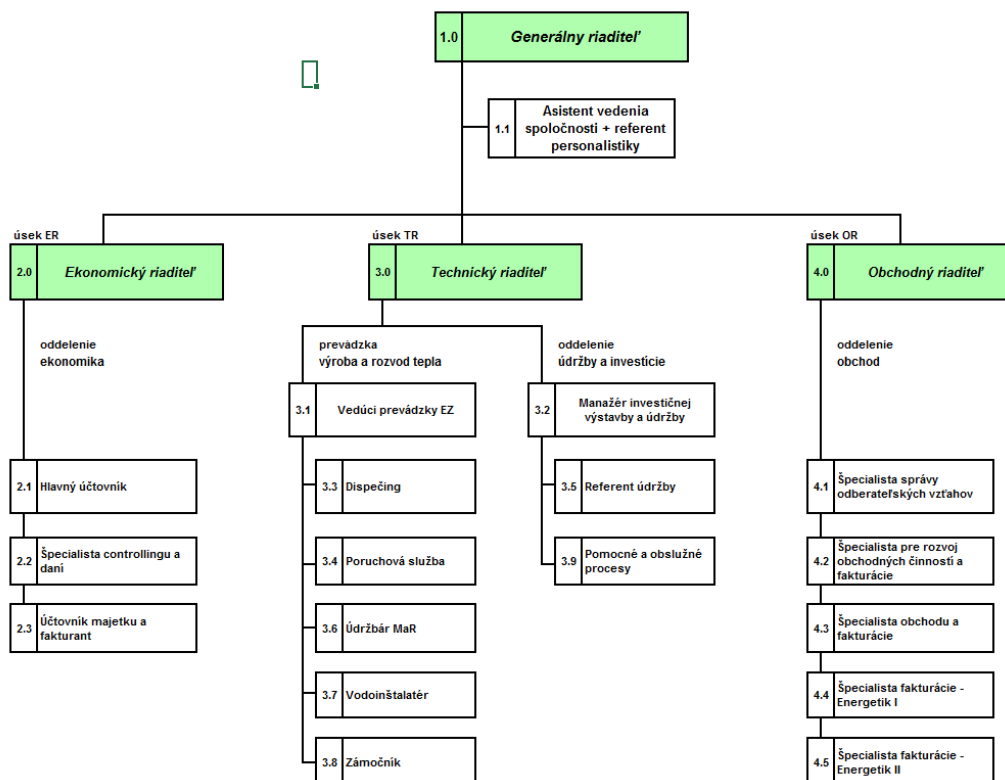 1.0 Generálny riaditeľ
1.1
Asistent vedenia
spoločnosti + referent
personalistiky
úsek ER
2.0 Ekonomický riaditeľ
úsek TR
3.0 Technický riaditeľ
úsek OR
4.0 Obchodný riaditeľ
oddelenie
ekonomika
prevádzka
výroba a rozvod tepla
oddelenie
údržby a investície
oddelenie
obchod
3.1 Vedúci prevádzky EZ
3.2
Manažér investičnej
výstavby a údržby
2.1 Hlavný účtovník
3.3 Dispečing
3.5 Referent údržby
4.1
Špecialista správy
odberateľských vzťahov
2.2
Špecialista controllingu a
daní
3.4 Poruchová služba
3.9
Pomocné a obslužné
procesy
4.2
Špecialista pre rozvoj
obchodných činností a
fakturácie
2.3
Účtovník majetku a
fakturant
3.6 Údržbár MaR
4.3
Špecialista obchodu a
fakturácie
3.7 Vodoinštalatér
4.4
Špecialista fakturácie -
Energetik I
3.8 Zámočník
4.5
Špecialista fakturácie -
Energetik II